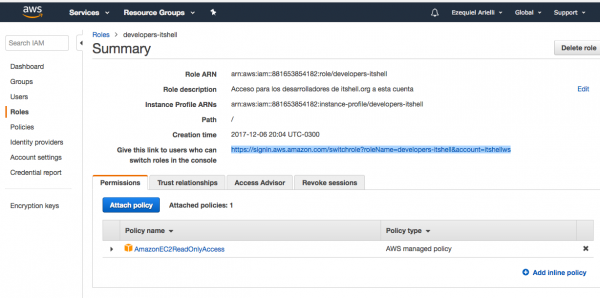 aws
Services
Resource Groups
Ezequiel Arielli
Global
Support
Search IAM
Dashboard
Groups
Users
Roles
Policies
Identity providers
Account settings
Credential report
Encryption keys
Roles
developers-itshell
Summary
Delete role
Role ARN arn:aws:iam::881653854182:role/developers-itshell
Role description Acceso para los desarrolladores de itshell.org a esta cuenta Edit
Instance Profile ARNs arn:aws:iam::881653854182:instance-profile/developers-itshell
Path /
Creation time 2017-12-06 20:04 UTC-0300
Give this link to users who can https://signin.aws.amazon.com/switchrole?roleName=developers-itshell&account=itshellws
switch roles in the console
Permissions
Trust relationships
Access Advisor
Revoke sessions
Attach policy
Attached policies: 1
Policy name
Policy type
AmazonEC2ReadOnlyAccess
AWS managed policy
Add inline policy